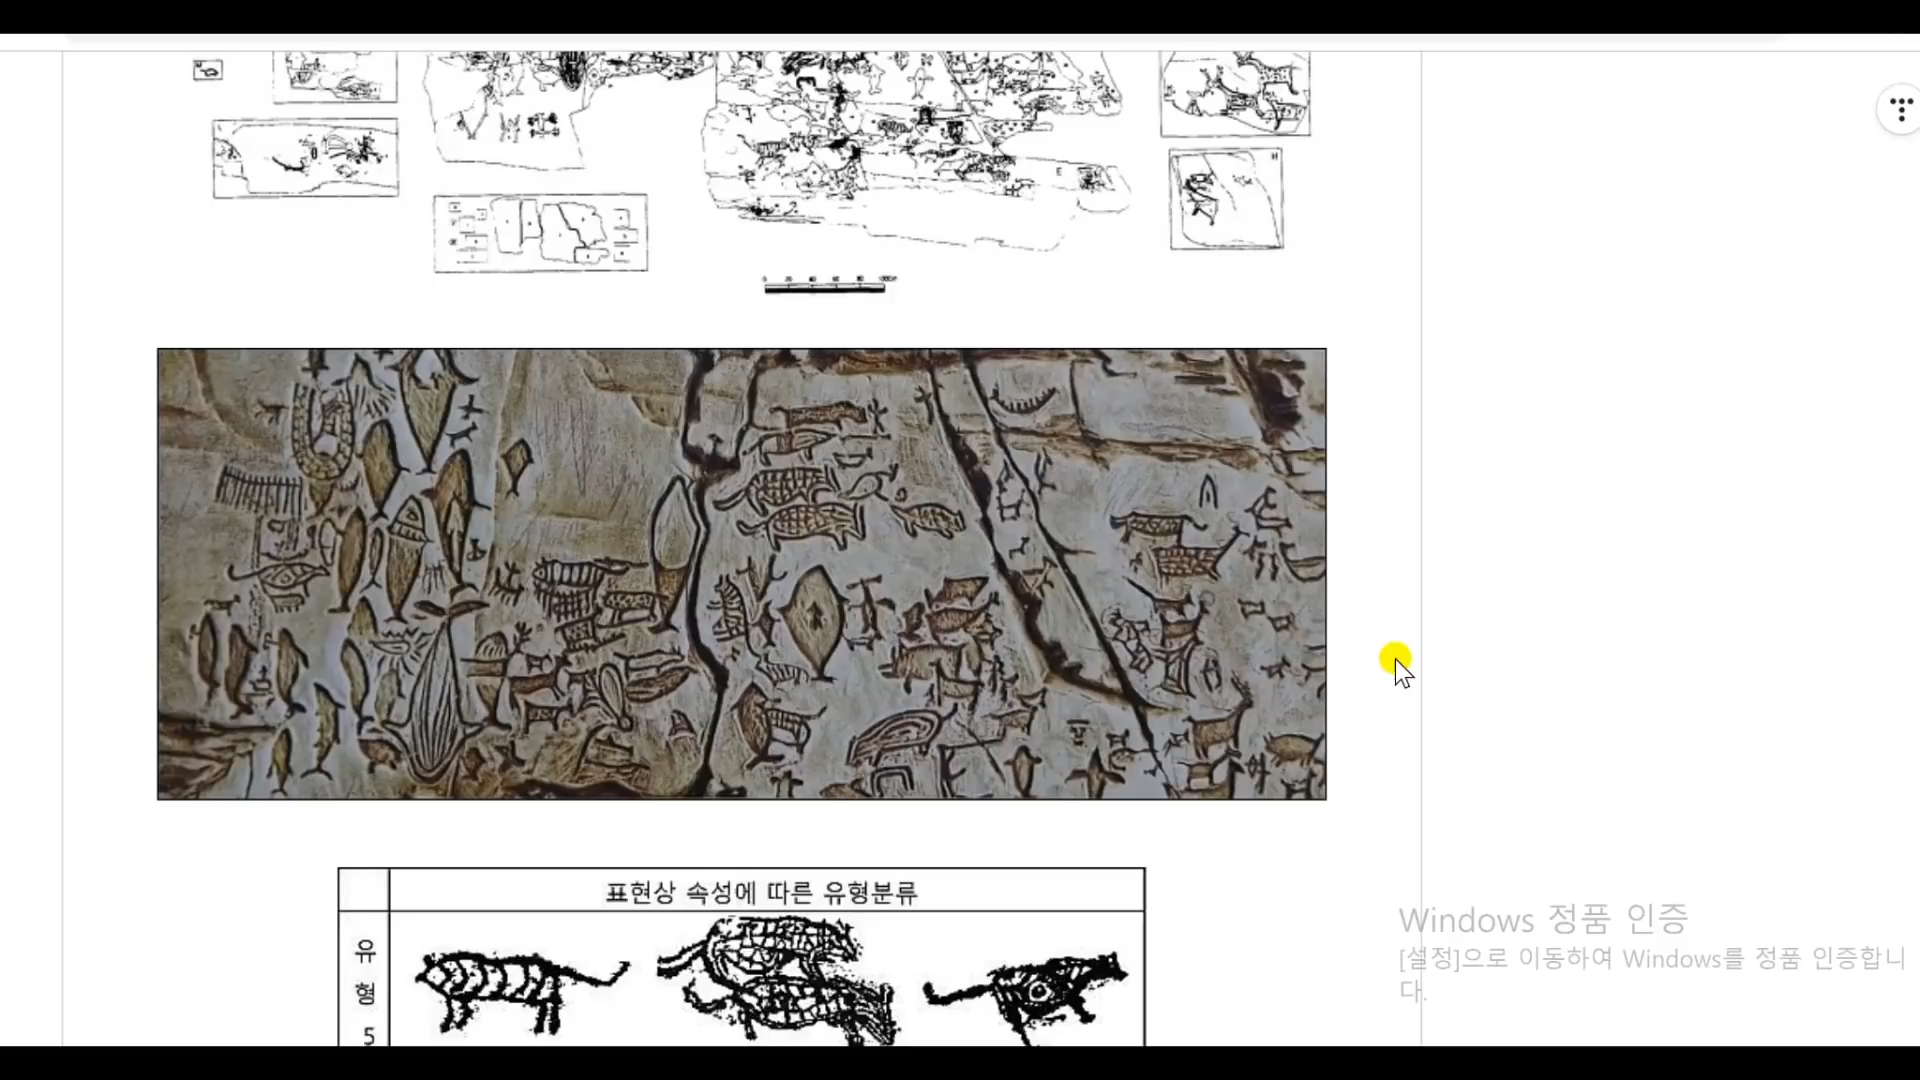 표현상 속성에 따른 유형분류
유
형
5
Windows 정품 인증
[설정]으로 이동하여 Windows를 정품 인증합니
다.